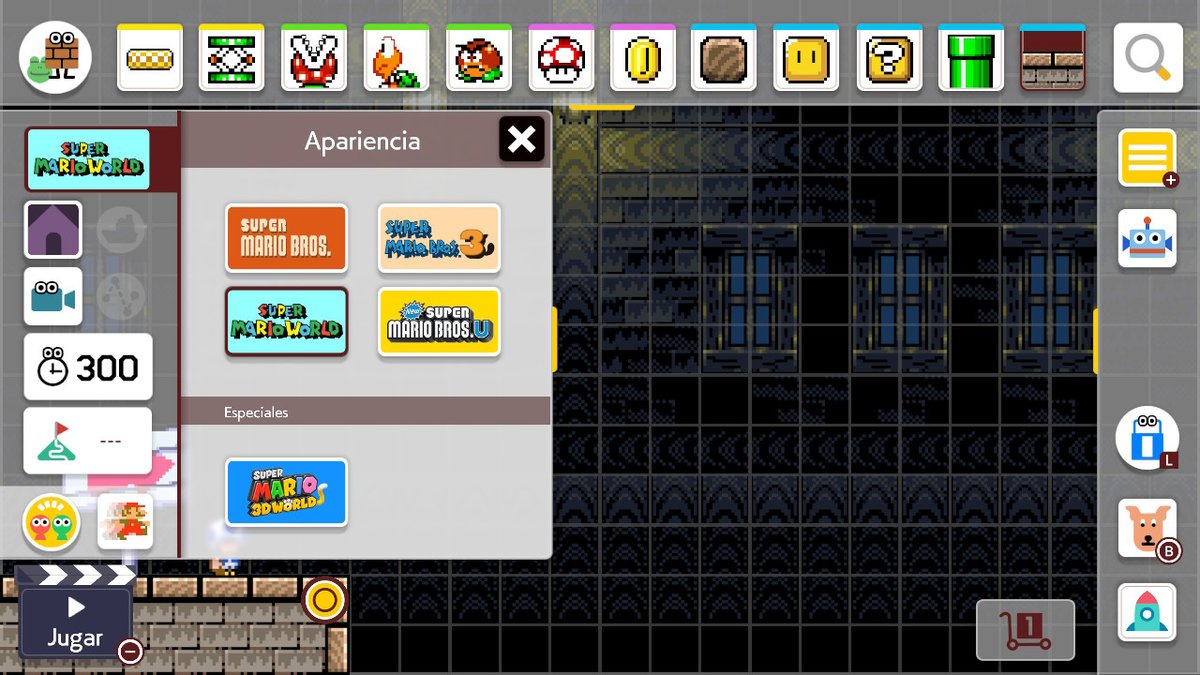 SUPER
MARIO WORLD
Apariencia
SUPER
MARIO BROS.
SUPER
MARIO BROS. 3
300
SUPER
MARIO WORLD
New SUPER
MARIO BROS. U
---
Especiales
SUPER
MARIO
3D WORLD
L
B
Jugar
1